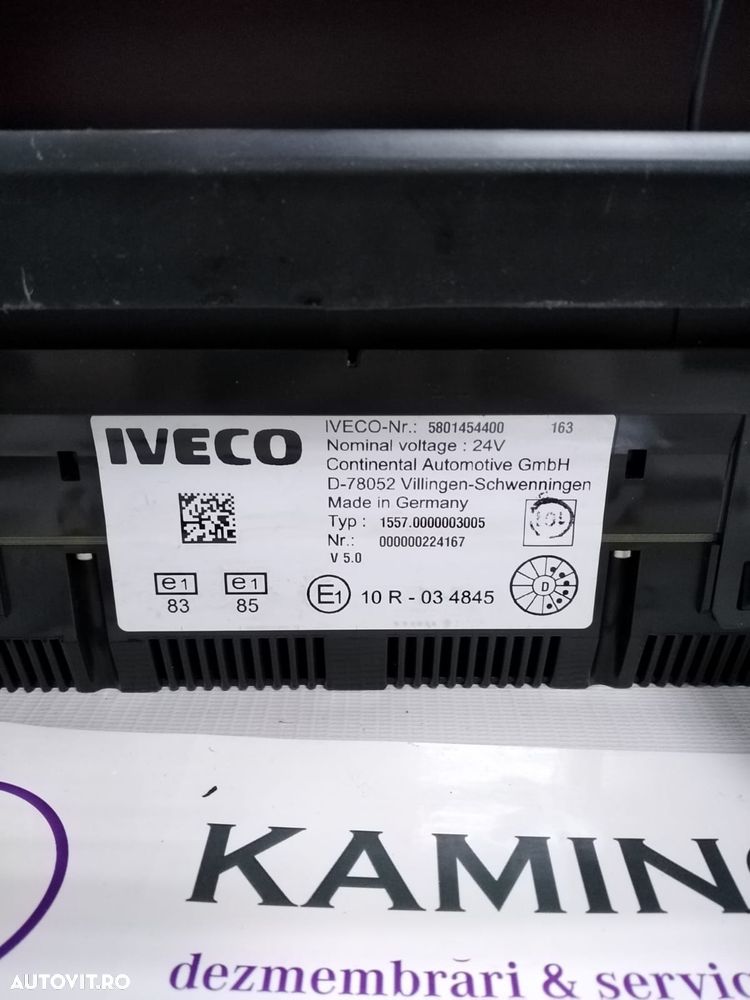 IVECO
IVECO-Nr.: 5801454400 163
Nominal voltage : 24V
Continental Automotive GmbH
D-78052 Villingen-Schwenningen
Made in Germany
Typ : 1557.0000003005
Nr.: 000000224167
V 5.0
e1 e1
83 85
E1 10 R - 03 4845
D
KAMINO
dezmembrări & servic
AUTOVIT.RO